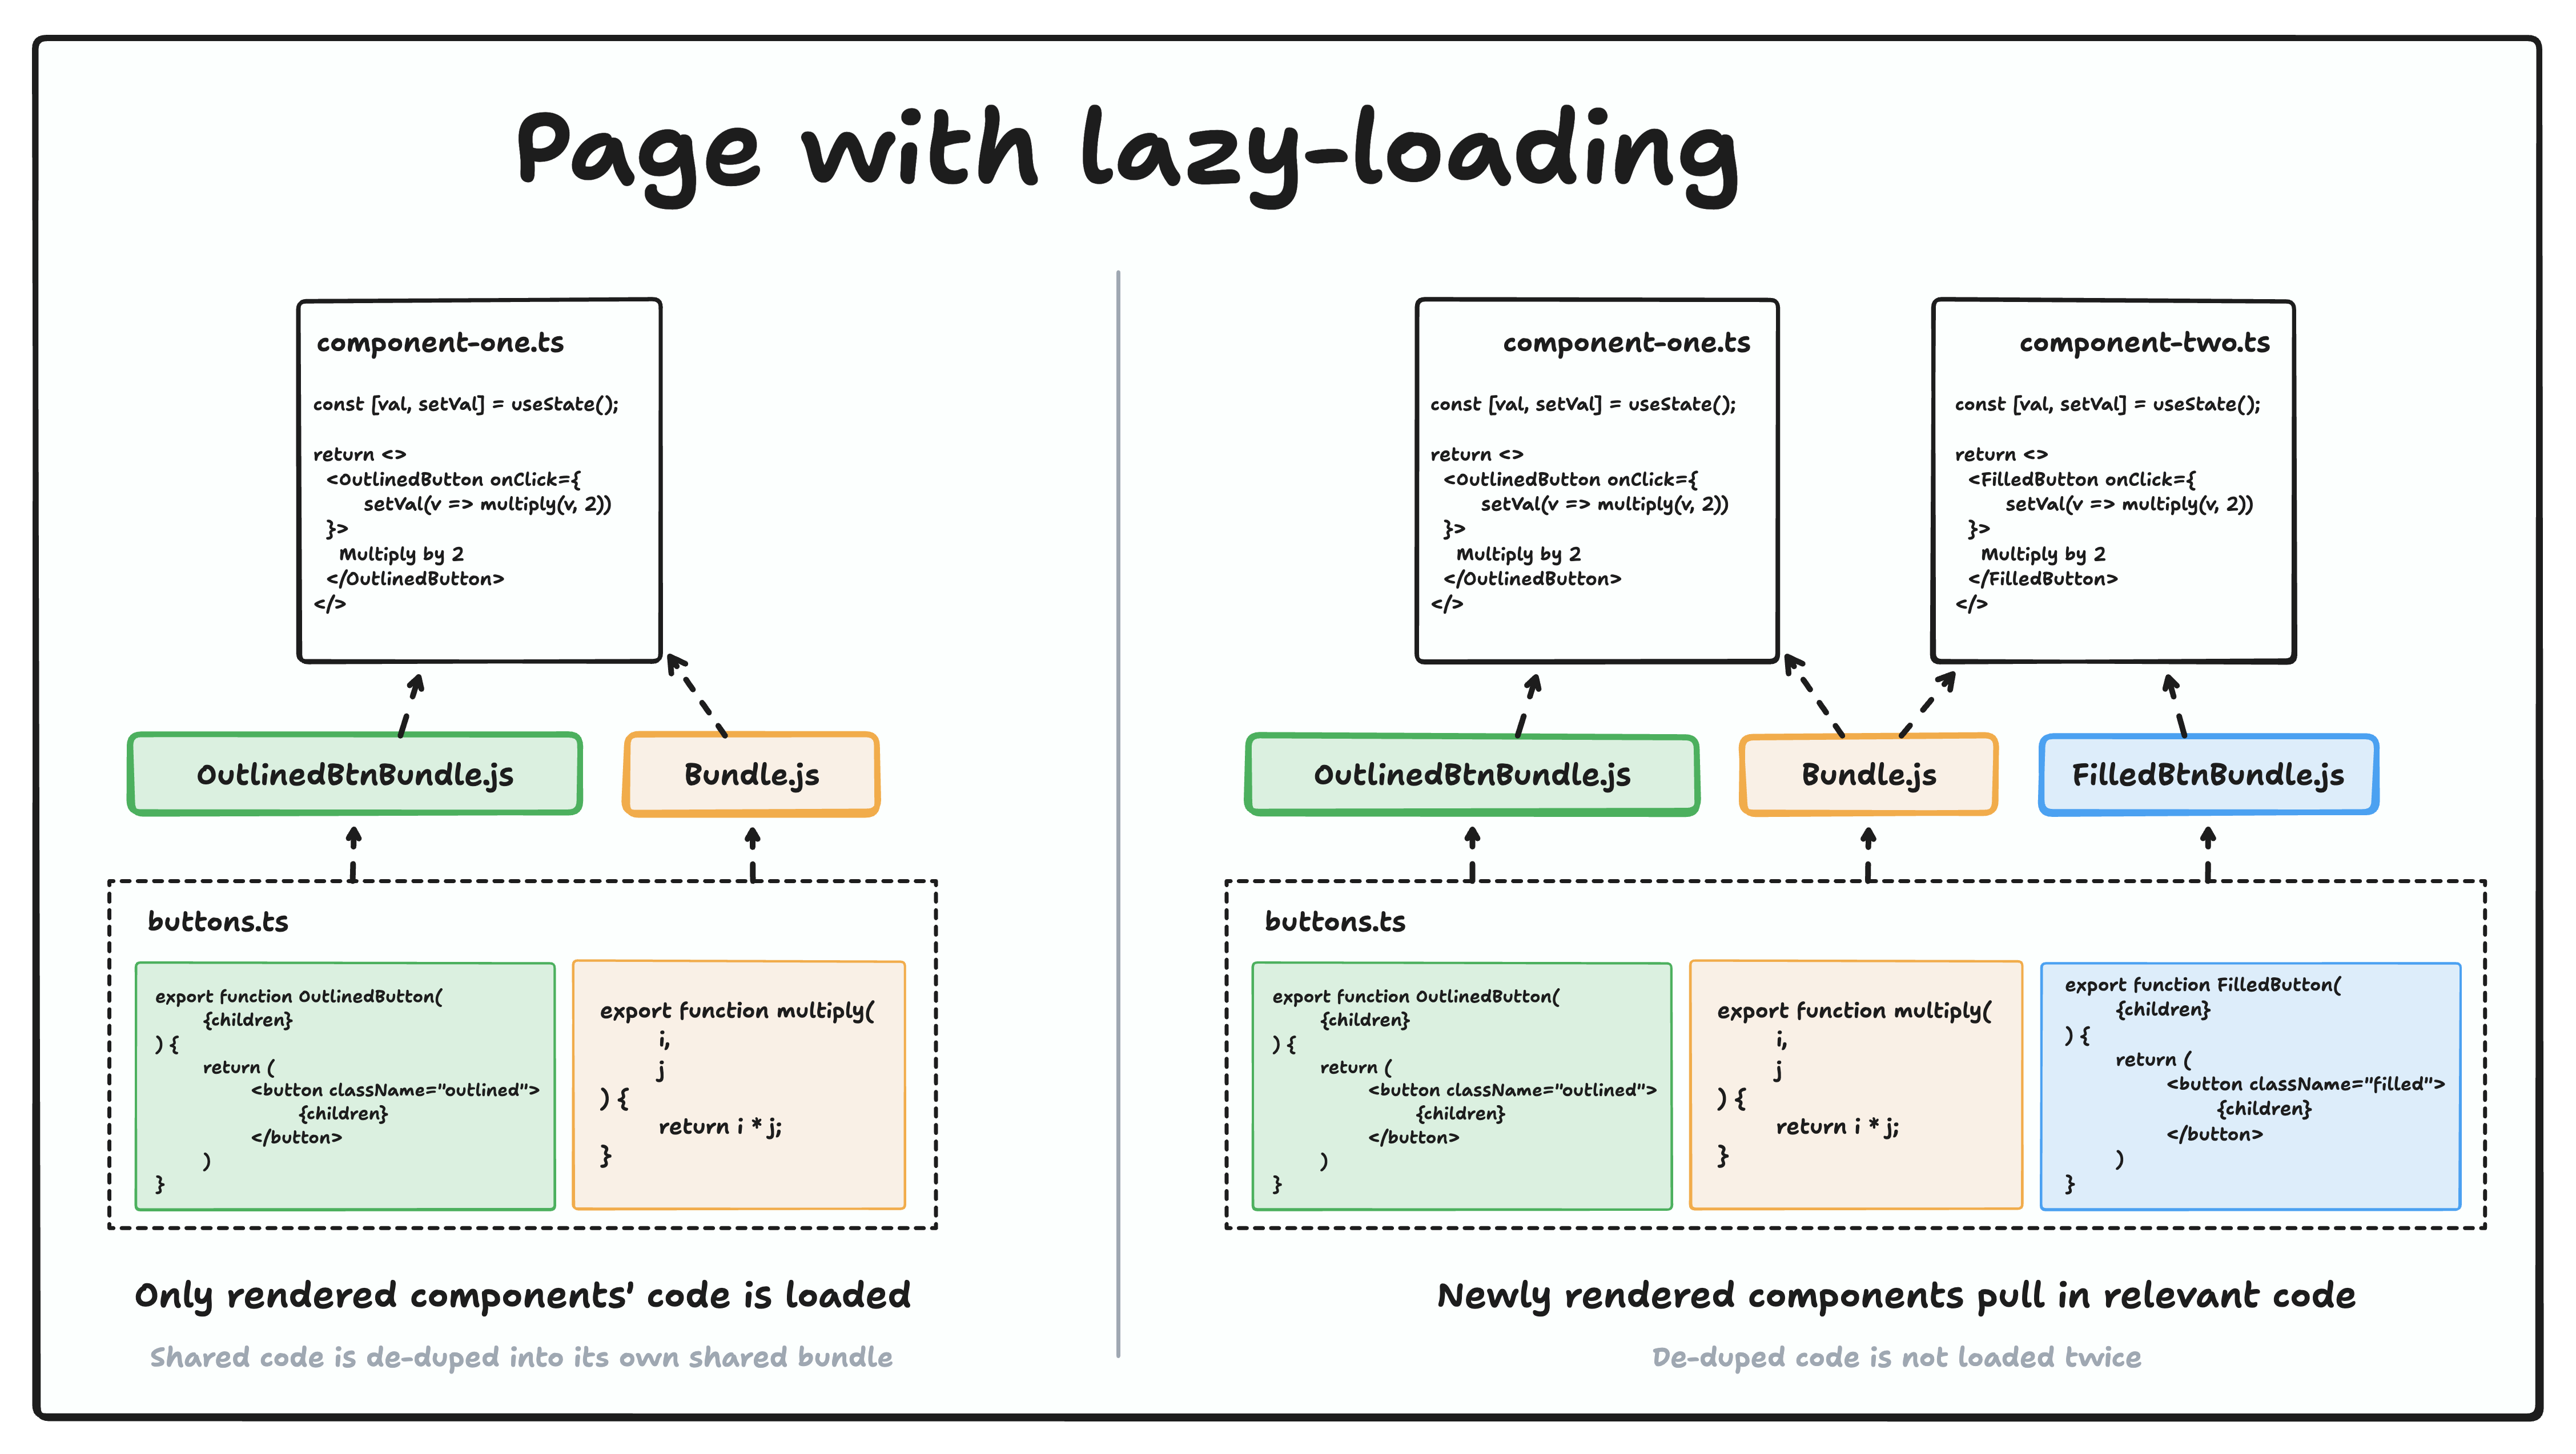 Page with lazy-loading
component-one.ts
const [val, setVal] = useState();
return <>
<OutlinedButton onClick={
setVal(v => multiply(v, 2))
}>
Multiply by 2
</OutlinedButton>
</>
OutlinedBtnBundle.js
Bundle.js
buttons.ts
export function OutlinedButton(
{children}
) {
return (
<button className="outlined">
{children}
</button>
)
}
export function multiply(
i,
j
) {
return i * j;
}
Only rendered components' code is loaded
Shared code is de-duped into its own shared bundle
component-one.ts
const [val, setVal] = useState();
return <>
<OutlinedButton onClick={
setVal(v => multiply(v, 2))
}>
Multiply by 2
</OutlinedButton>
</>
component-two.ts
const [val, setVal] = useState();
return <>
<FilledButton onClick={
setVal(v => multiply(v, 2))
}>
Multiply by 2
</FilledButton>
</>
OutlinedBtnBundle.js
Bundle.js
FilledBtnBundle.js
buttons.ts
export function OutlinedButton(
{children}
) {
return (
<button className="outlined">
{children}
</button>
)
}
export function multiply(
i,
j
) {
return i * j;
}
export function FilledButton(
{children}
) {
return (
<button className="filled">
{children}
</button>
)
}
Newly rendered components pull in relevant code
De-duped code is not loaded twice